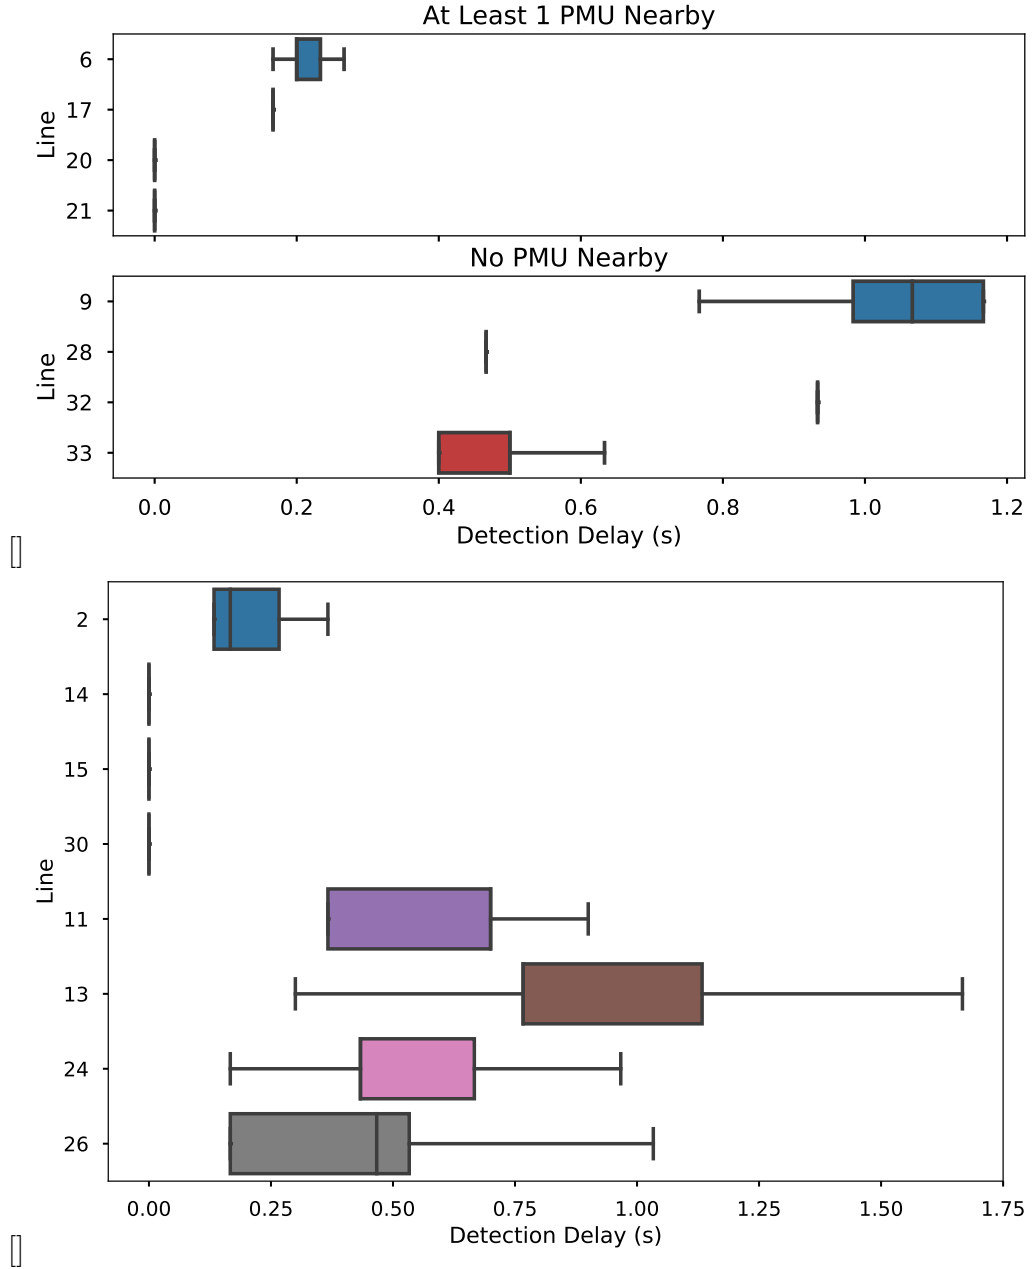 At Least 1 PMU Nearby
Line
6
17
20
21
No PMU Nearby
Line
9
28
32
33
0.0 0.2 0.4 0.6 0.8 1.0 1.2
Detection Delay (s)
[]
Line
2
14
15
30
11
13
24
26
0.00 0.25 0.50 0.75 1.00 1.25 1.50 1.75
Detection Delay (s)
[]